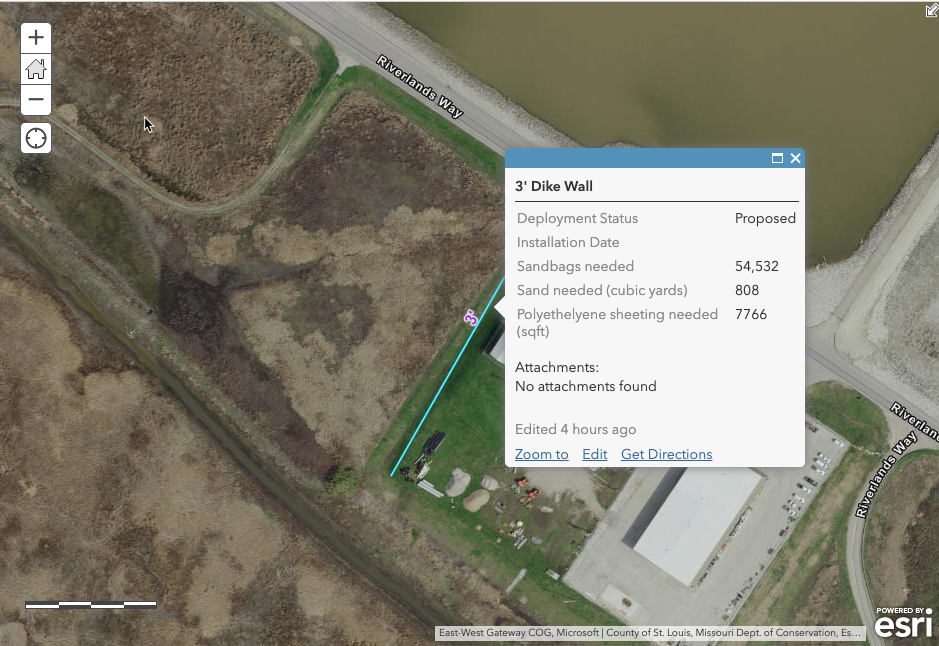 Riverlands Way
3' Dike Wall
Deployment Status Proposed
Installation Date
Sandbags needed 54,532
Sand needed (cubic yards) 808
Polyethelyene sheeting needed 7766
(sqft)
Attachments:
No attachments found
Edited 4 hours ago
Zoom to Edit Get Directions
3'
Riverlan
Riverlands Way
POWERED BY
esri
East-West Gateway COG, Microsoft | County of St. Louis, Missouri Dept. of Conservation, Es...